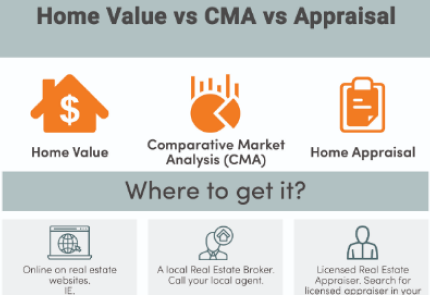 Home Value vs CMA vs Appraisal
$
Home Value
Comparative Market
Analysis (CMA)
Home Appraisal
Where to get it?
Online on real estate
websites.
IE.
A local Real Estate Broker.
Call your local agent.
Licensed Real Estate
Appraiser. Search for
licensed appraiser in your